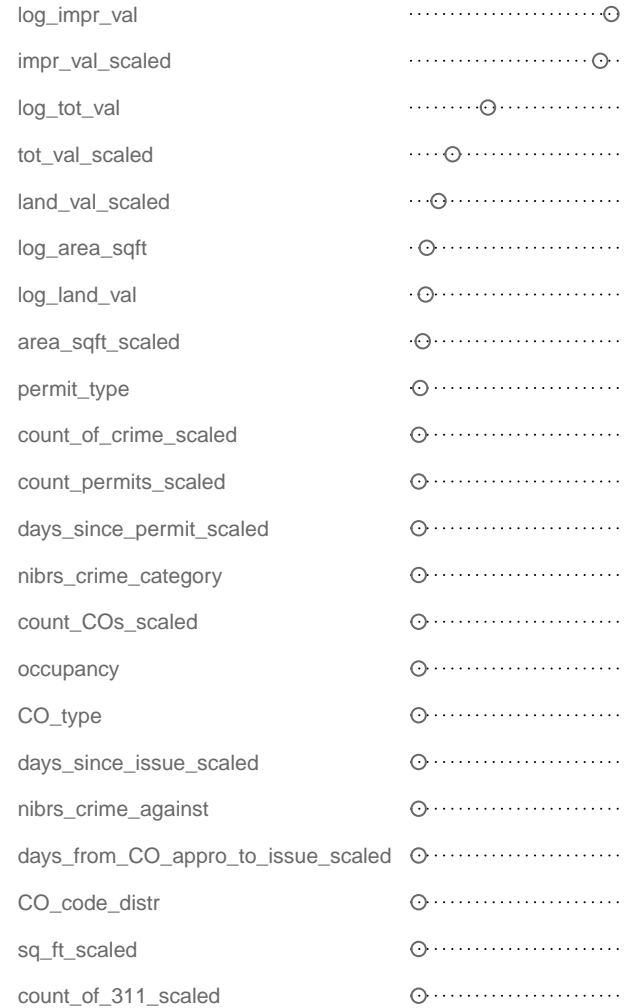 log_impr_val
impr_val_scaled
log_tot_val
tot_val_scaled
land_val_scaled
log_area_sqft
log_land_val
area_sqft_scaled
permit_type
count_of_crime_scaled
count_permits_scaled
days_since_permit_scaled
nibrs_crime_category
count_COs_scaled
occupancy
CO_type
days_since_issue_scaled
nibrs_crime_against
days_from_CO_appro_to_issue_scaled
CO_code_distr
sq_ft_scaled
count_of_311_scaled